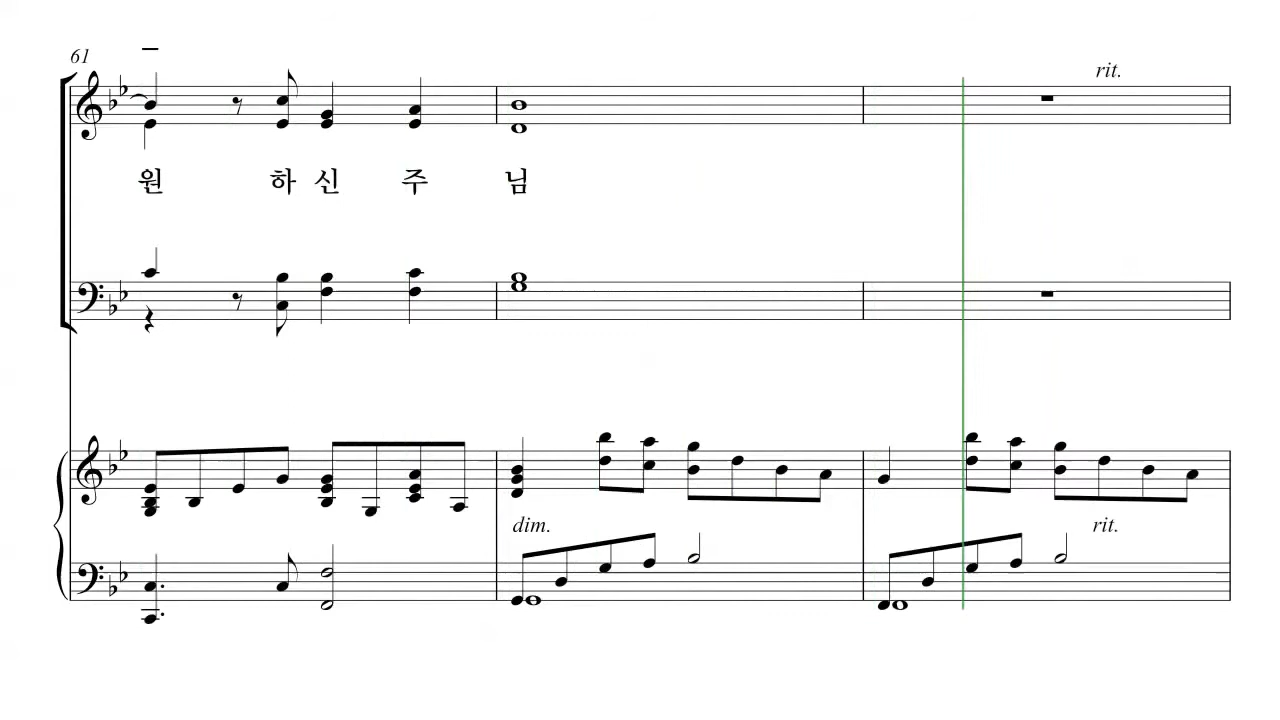 61
rit.
원 하 신 주 님
dim.
rit.